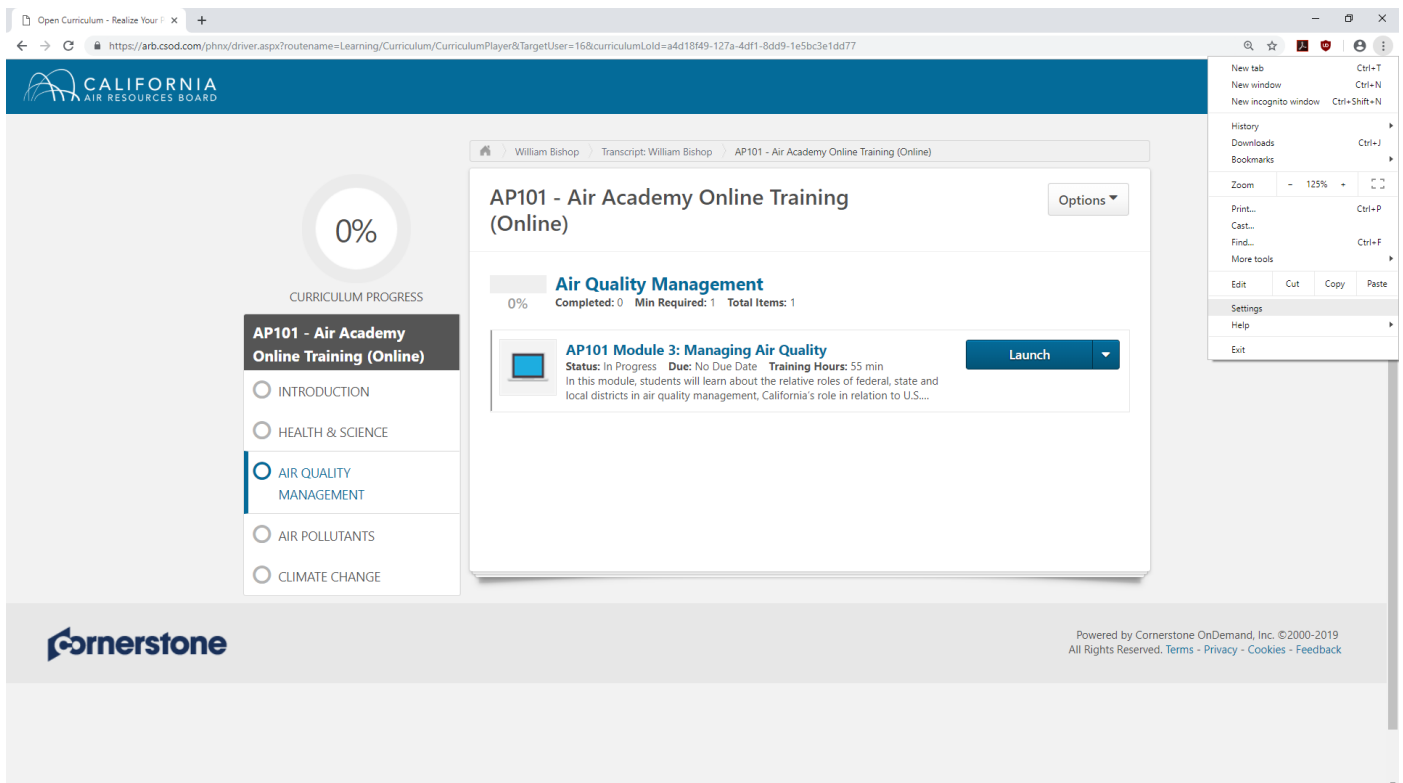 Open Curriculum - Realize Your P
https://arb.csod.com/phnx/driver.aspx?routename=Learning/Curriculum/CurriculumPlayer&TargetUser=16&curriculumLoId=a4d18f49-127a-4df1-8dd9-1e5bc3e1dd77
CALIFORNIA
AIR RESOURCES BOARD
New tab Ctrl+T
New window Ctrl+N
New incognito window Ctrl+Shift+N
History
Downloads Ctrl+J
Bookmarks
Zoom - 125% +
Print... Ctrl+P
Cast...
Find... Ctrl+F
More tools
Edit Cut Copy Paste
Settings
Help
Exit
William Bishop Transcript: William Bishop AP101 - Air Academy Online Training (Online)
0%
CURRICULUM PROGRESS
AP101 - Air Academy
Online Training (Online)
INTRODUCTION
HEALTH & SCIENCE
AIR QUALITY
MANAGEMENT
AIR POLLUTANTS
CLIMATE CHANGE
AP101 - Air Academy Online Training
(Online)
Options
Air Quality Management
0% Completed: 0 Min Required: 1 Total Items: 1
AP101 Module 3: Managing Air Quality
Status: In Progress Due: No Due Date Training Hours: 55 min
In this module, students will learn about the relative roles of federal, state and
local districts in air quality management, California's role in relation to U.S....
Launch
Cornerstone
Powered by Cornerstone OnDemand, Inc. ©2000-2019
All Rights Reserved. Terms - Privacy - Cookies - Feedback